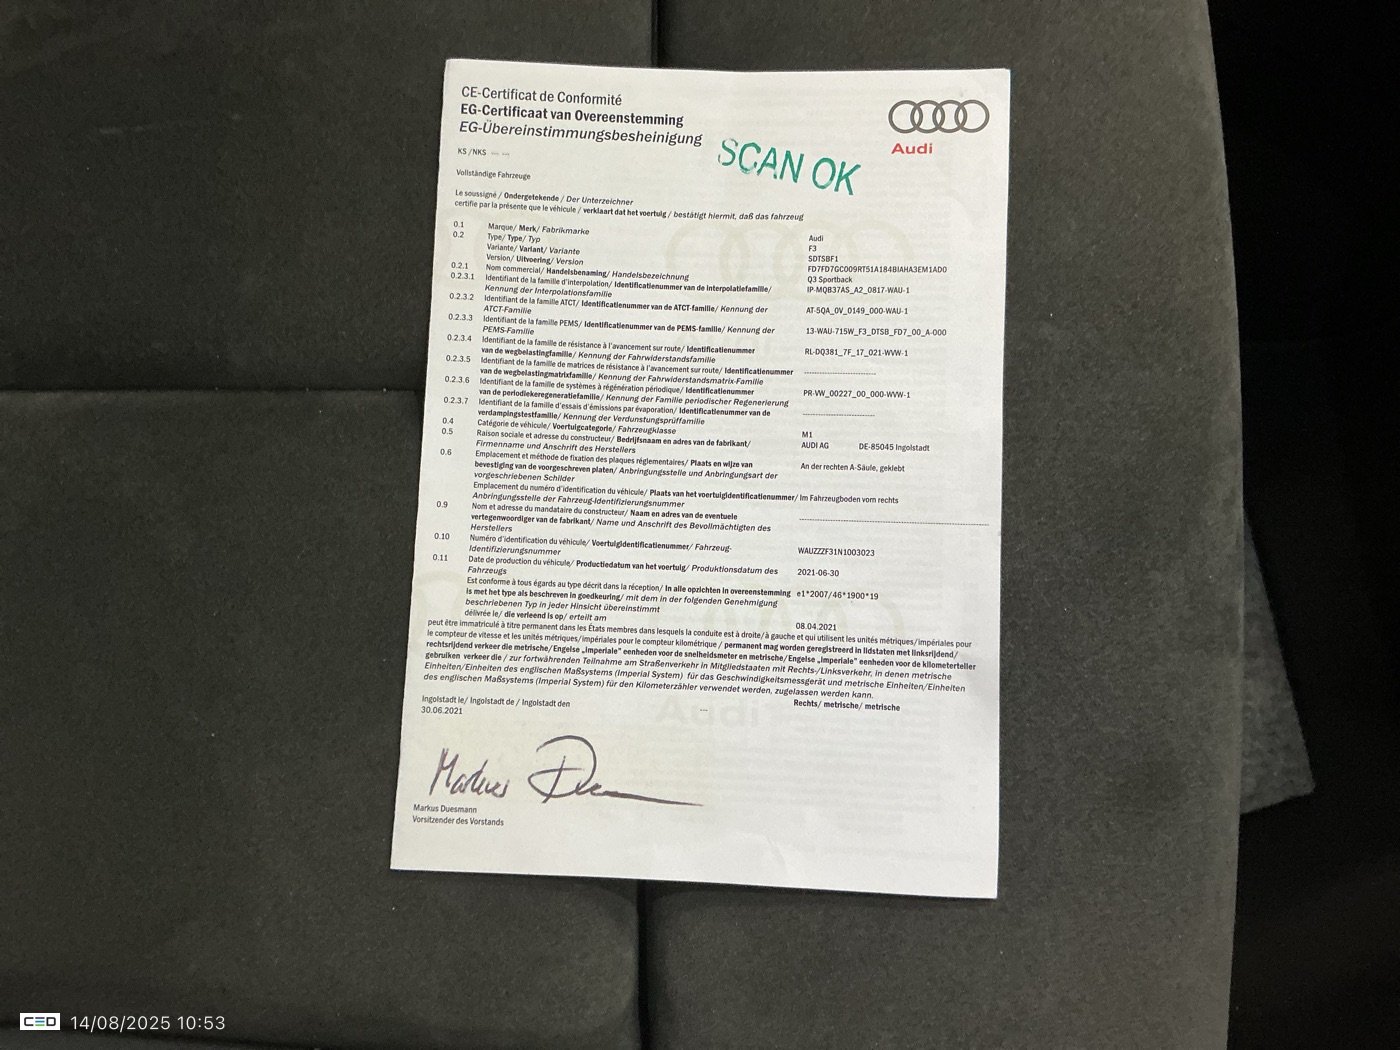 CE-Certificat de Conformité
EG-Certificaat van Overeenstemming
EG-Übereinstimmungsbesheinigung
Audi
SCAN OK
KS /NKS --- ---
Vollständige Fahrzeuge
Le soussigné / Ondergetekende / Der Unterzeichner
certifie par la présente que le véhicule / verklaart dat het voertuig / bestätigt hiermit, daß das fahrzeug
0.1 Marque/ Merk/ Fabrikmarke Audi
0.2 Type/ Type/ Typ F3
Variante/ Variant/ Variante SDTSBF1
Version/ Uitvoering/ Version FD7FD7GC009RT51A184BIAHA3EM1AD0
0.2.1 Nom commercial/ Handelsbenaming/ Handelsbezeichnung Q3 Sportback
0.2.3.1 Identifiant de la famille d'interpolation/ Identificatienummer van de interpolatiefamilie/ IP-MQB37AS_A2_0817-WAU-1
Kennung der Interpolationsfamilie
0.2.3.2 Identifiant de la famille ATCT/ Identificatienummer van de ATCT-familie/ Kennung der AT-5QA_0V_0149_000-WAU-1
ATCT-Familie
0.2.3.3 Identifiant de la famille PEMS/ Identificatienummer van de PEMS-familie/ Kennung der 13-WAU-715W_F3_DTSB_FD7_00_A-000
PEMS-Familie
0.2.3.4 Identifiant de la famille de résistance à l'avancement sur route/ Identificatienummer RL-DQ381_7F_17_021-WVW-1
van de wegbelastingfamilie/ Kennung der Fahrwiderstandsfamilie
0.2.3.5 Identifiant de la famille de matrices de résistance à l'avancement sur route/ Identificatienummer --------------------
van de wegbelastingmatrixfamilie/ Kennung der Fahrwiderstandsmatrix-Familie
0.2.3.6 Identifiant de la famille de systèmes à régénération périodique/ Identificatienummer PR-VW_00227_00_000-WVW-1
van de periodiekeregeneratiefamilie/ Kennung der Familie periodischer Regenerierung
0.2.3.7 Identifiant de la famille d'essais d'émissions par évaporation/ Identificatienummer van de --------------------
verdampingstestfamilie/ Kennung der Verdunstungsprüffamilie
0.4 Catégorie de véhicule/ Voertuigcategorie/ Fahrzeugklasse M1
0.5 Raison sociale et adresse du constructeur/ Bedrijfsnaam en adres van de fabrikant/ AUDI AG DE-85045 Ingolstadt
Firmenname und Anschrift des Herstellers
0.6 Emplacement et méthode de fixation des plaques réglementaires/ Plaats en wijze van An der rechten A-Säule, geklebt
bevestiging van de voorgeschreven platen/ Anbringungsstelle und Anbringungsart der
vorgeschriebenen Schilder
Emplacement du numéro d'identification du véhicule/ Plaats van het voertuigidentificatienummer/ Im Fahrzeugboden vorn rechts
Anbringungsstelle der Fahrzeug-Identifizierungsnummer
0.9 Nom et adresse du mandataire du constructeur/ Naam en adres van de eventuele --------------------
vertegenwoordiger van de fabrikant/ Name und Anschrift des Bevollmächtigten des
Herstellers
0.10 Numéro d'identification du véhicule/ Voertuigidentificatienummer/ Fahrzeug- WAUZZZF31N1003023
Identifizierungsnummer
0.11 Date de production du véhicule/ Productiedatum van het voertuig/ Produktionsdatum des 2021-06-30
Fahrzeugs
Est conforme à tous égards au type décrit dans la réception/ In alle opzichten in overeenstemming e1*2007/46*1900*19
is met het type als beschreven in goedkeuring/ mit dem in der folgenden Genehmigung
beschriebenen Typ in jeder Hinsicht übereinstimmt
délivrée le/ die verleend is op/ erteilt am 08.04.2021
peut être immatriculé à titre permanent dans les États membres dans lesquels la conduite est à droite/à gauche et qui utilisent les unités métriques/impériales pour
le compteur de vitesse et les unités métriques/impériales pour le compteur kilométrique / permanent mag worden geregistreerd in lidstaten met linksrijdend/
rechtsrijdend verkeer die metrische/Engelse „Imperiale" eenheden voor de snelheidsmeter en metrische/Engelse „Imperiale" eenheden voor de kilometerteller
gebruiken verkeer die / zur fortwährenden Teilnahme am Straßenverkehr in Mitgliedstaaten mit Rechts-/Linksverkehr, in denen metrische
Einheiten/Einheiten des englischen Maßsystems (Imperial System) für das Geschwindigkeitsmessgerät und metrische Einheiten/Einheiten
des englischen Maßsystems (Imperial System) für den Kilometerzähler verwendet werden, zugelassen werden kann.
Ingolstadt le/ Ingolstadt de / Ingolstadt den --- Rechts/ metrische/ metrische
30.06.2021
Markus Duesmann
Vorsitzender des Vorstands
CED 14/08/2025 10:53